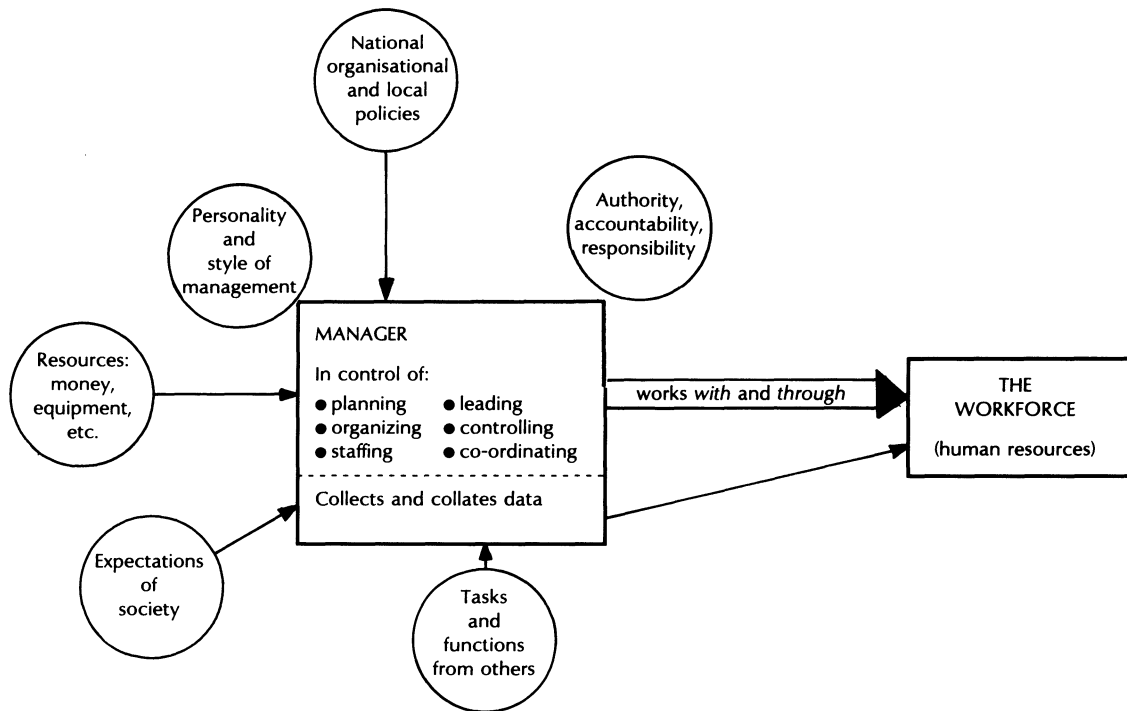 National
organisational
and local
policies
Personality
and
style of
management
Authority,
accountability,
responsibility
Resources:
money,
equipment,
etc.
MANAGER
In control of:
● planning ● leading
● organizing ● controlling
● staffing ● co-ordinating
Collects and collates data
works with and through
THE
WORKFORCE
(human resources)
Expectations
of
society
Tasks
and
functions
from others